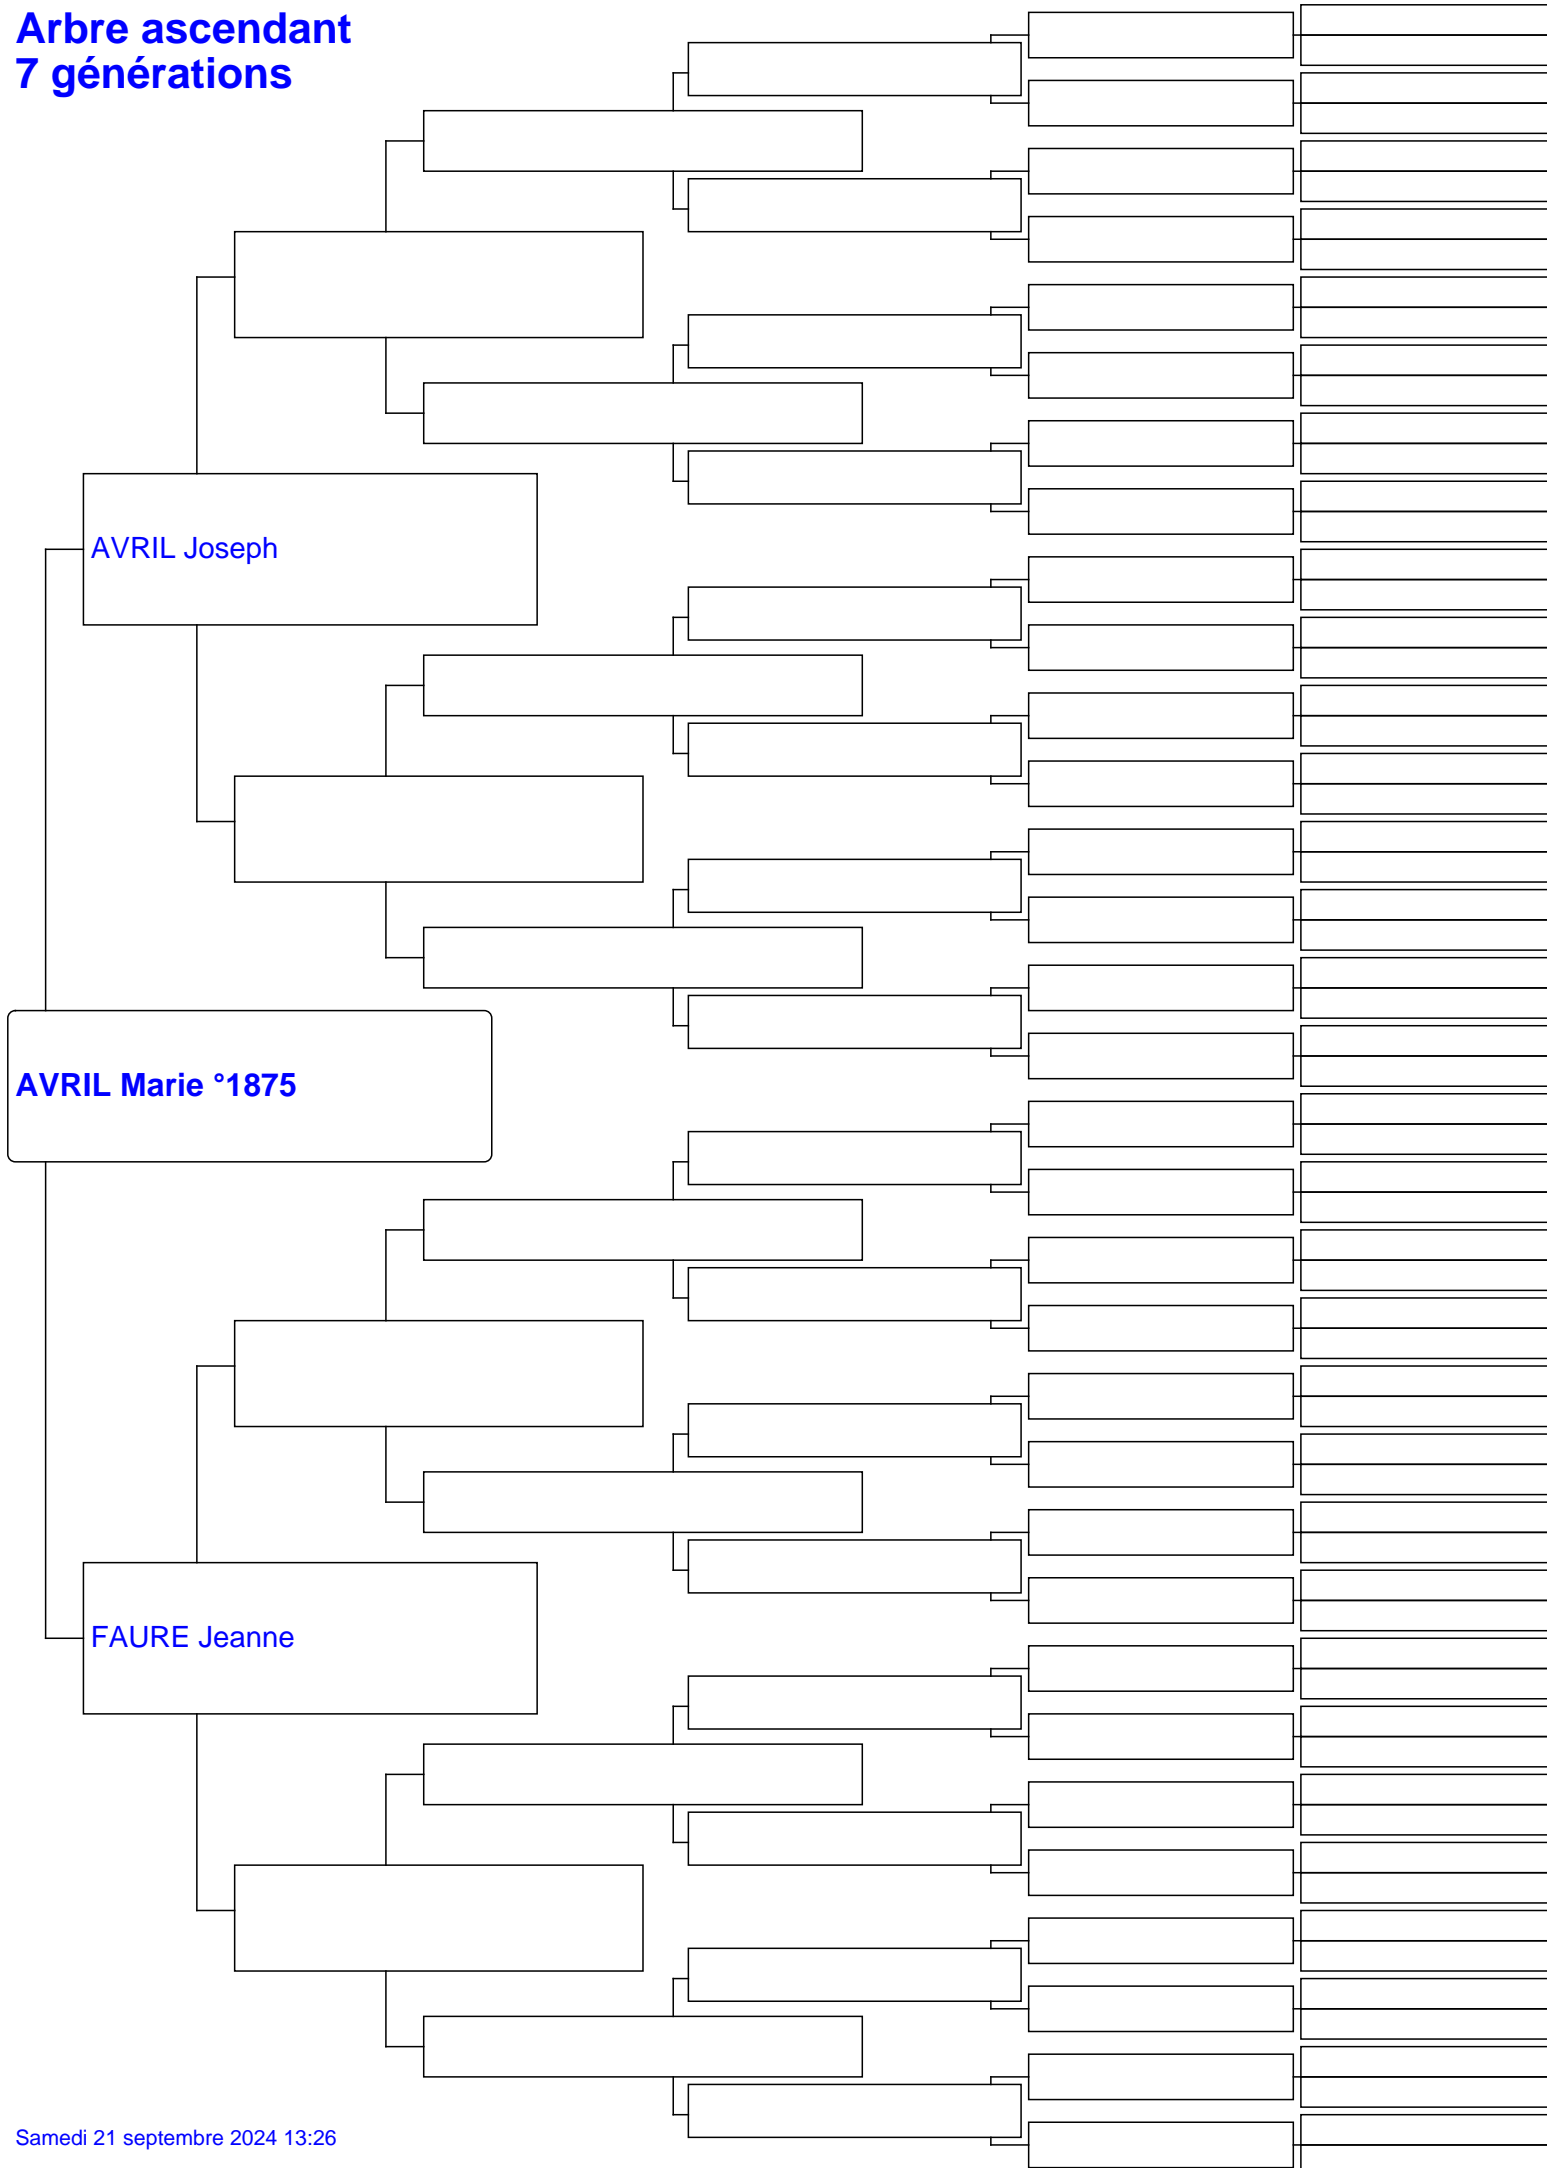 Arbre ascendant
7 générations
AVRIL Joseph
AVRIL Marie °1875
FAURE Jeanne
Samedi 21 septembre 2024 13:26